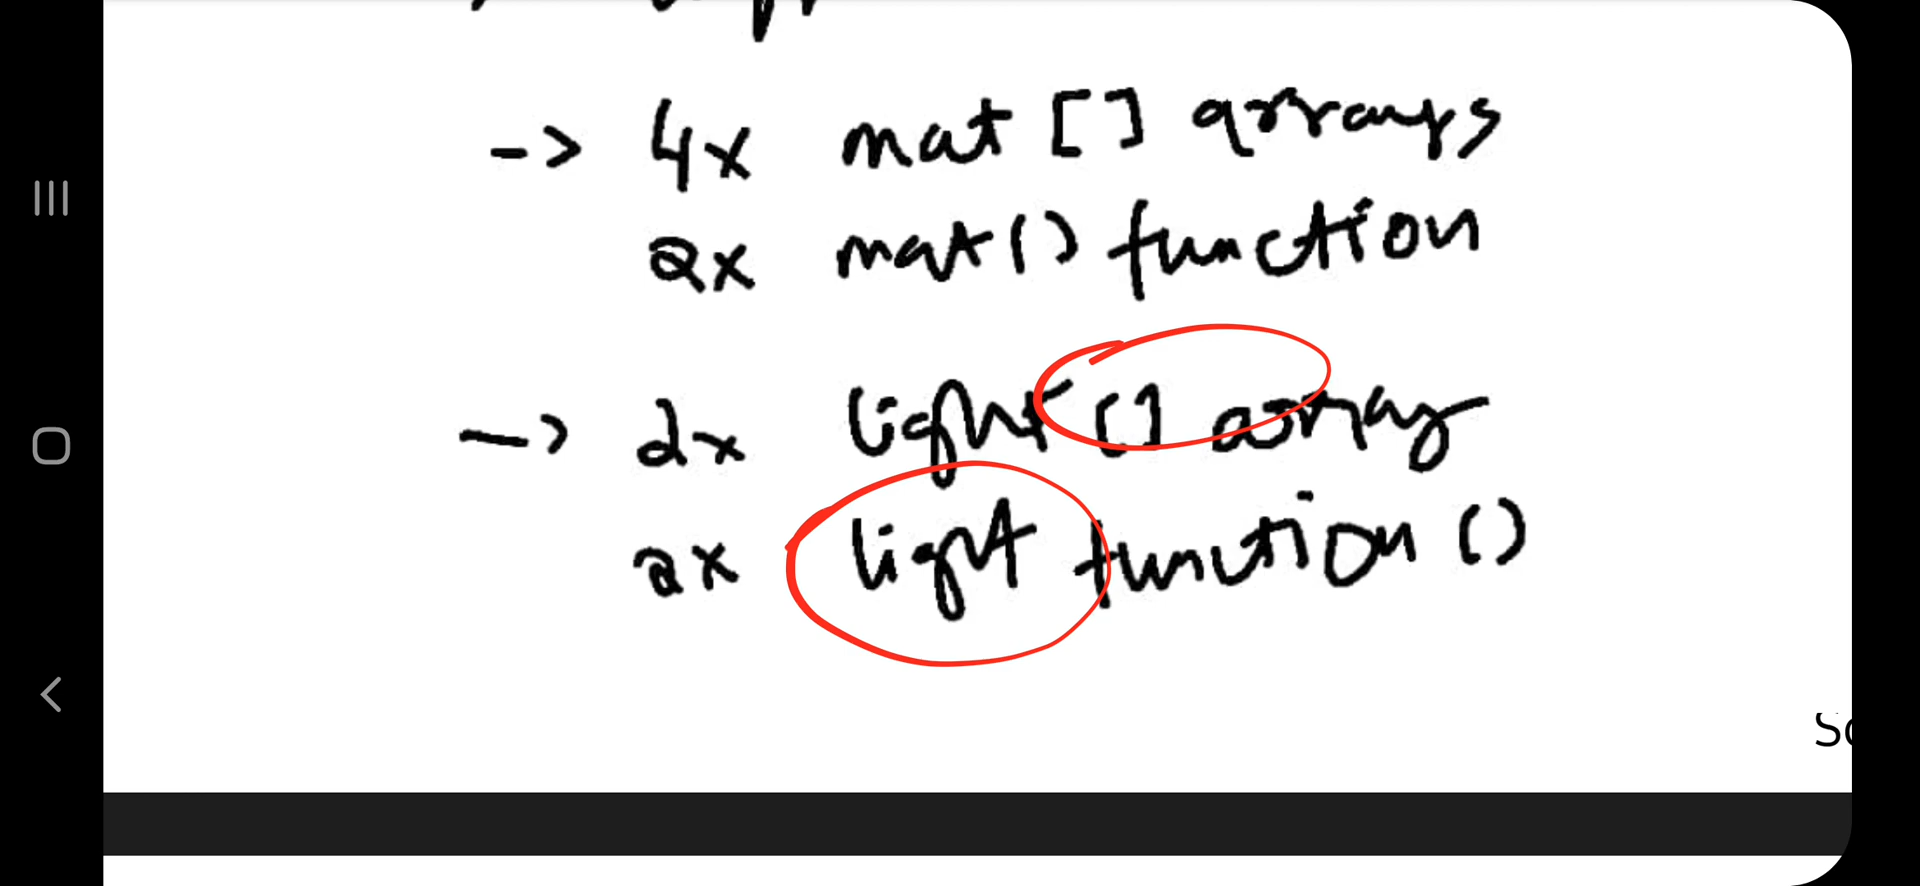 -> 4x mat [] arrays
2x mat() function
-> 2x light [] array
2x light function ()